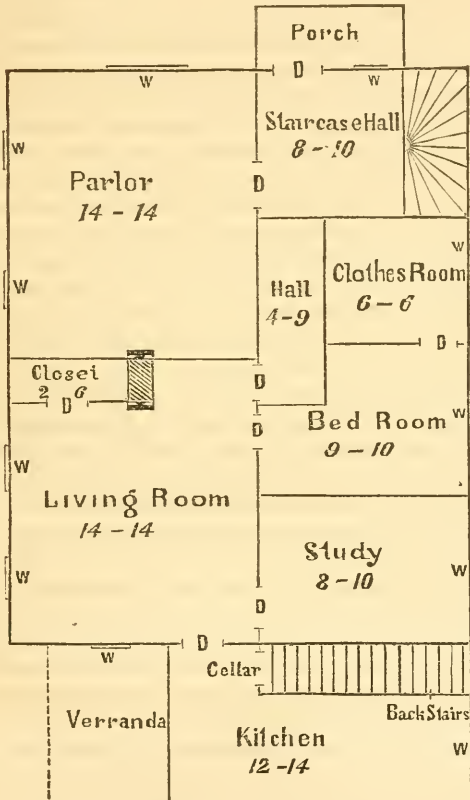 Porch
D
W
W
Staircase Hall
8 – 10
W
Parlor
14 – 14
D
W
W
Hall
4–9
Clothes Room
6 – 6
D
Closet
2 6
D
D
D
Bed Room
9 – 10
W
W
Living Room
14 – 14
W
Study
8–10
W
D
D
W
Cellar
Verranda
Back Stairs
Kitchen
12 –14
W